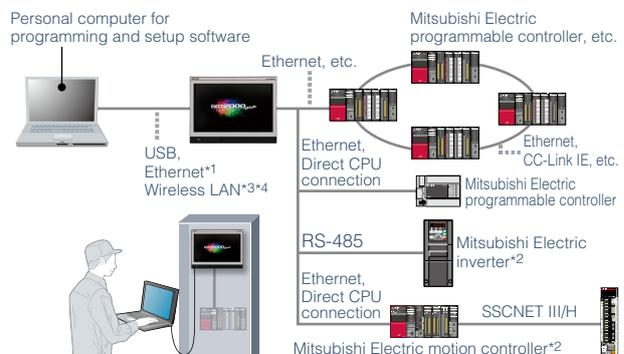 Personal computer for
programming and setup software
Mitsubishi Electric
programmable controller, etc.
Ethernet, etc.
GOT2000
USB,
Ethernet*1
Wireless LAN*3*4
Ethernet,
Direct CPU
connection
Ethernet,
CC-Link IE, etc.
Mitsubishi Electric
programmable controller
RS-485
Mitsubishi Electric
inverter*2
Ethernet,
Direct CPU
connection
SSCNET III/H
Mitsubishi Electric motion controller*2